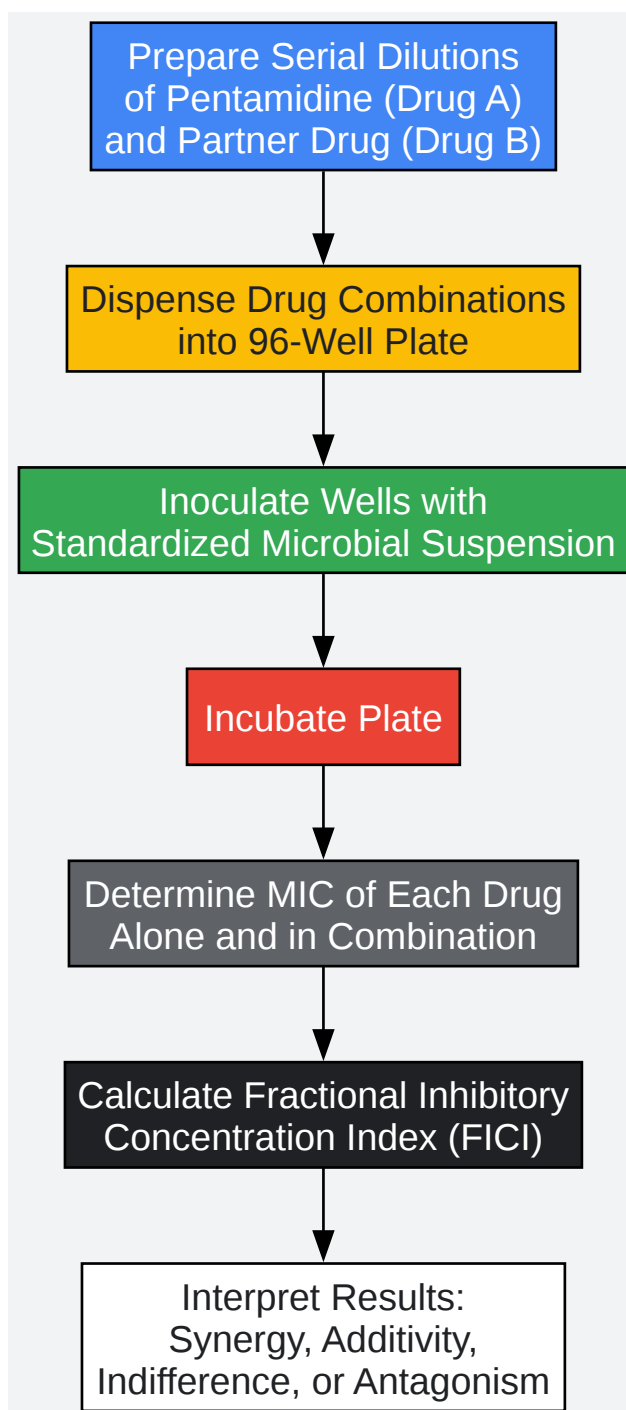 Prepare Serial Dilutions
of Pentamidine (Drug A)
and Partner Drug (Drug B)
Dispense Drug Combinations
into 96-Well Plate
Inoculate Wells with
Standardized Microbial Suspension
Incubate Plate
Determine MIC of Each Drug
Alone and in Combination
Calculate Fractional Inhibitory
Concentration Index (FICI)
Interpret Results:
Synergy, Additivity,
Indifference, or Antagonism